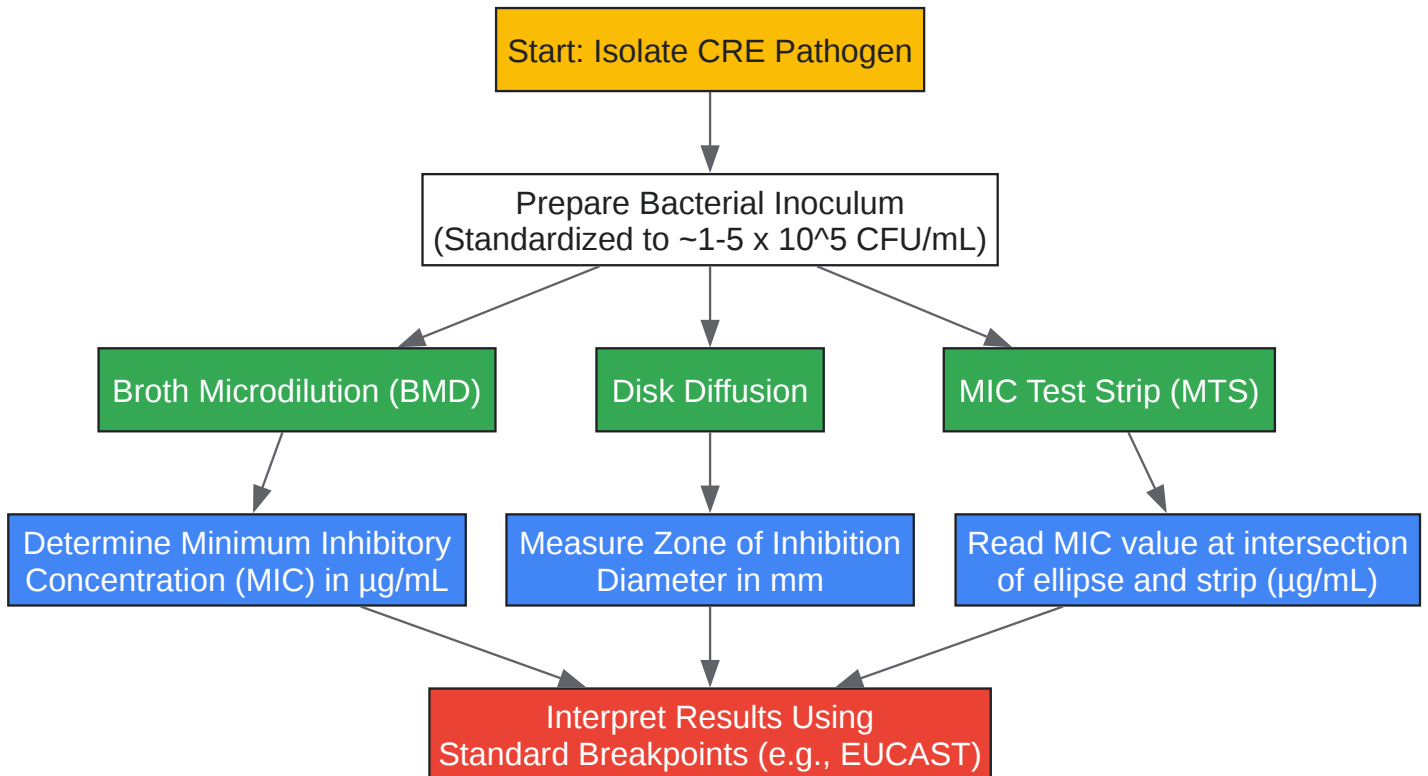 Start: Isolate CRE Pathogen
Prepare Bacterial Inoculum
(Standardized to ~1-5 x 10^5 CFU/mL)
Broth Microdilution (BMD)
Disk Diffusion
MIC Test Strip (MTS)
Determine Minimum Inhibitory
Concentration (MIC) in µg/mL
Measure Zone of Inhibition
Diameter in mm
Read MIC value at intersection
of ellipse and strip (µg/mL)
Interpret Results Using
Standard Breakpoints (e.g., EUCAST)